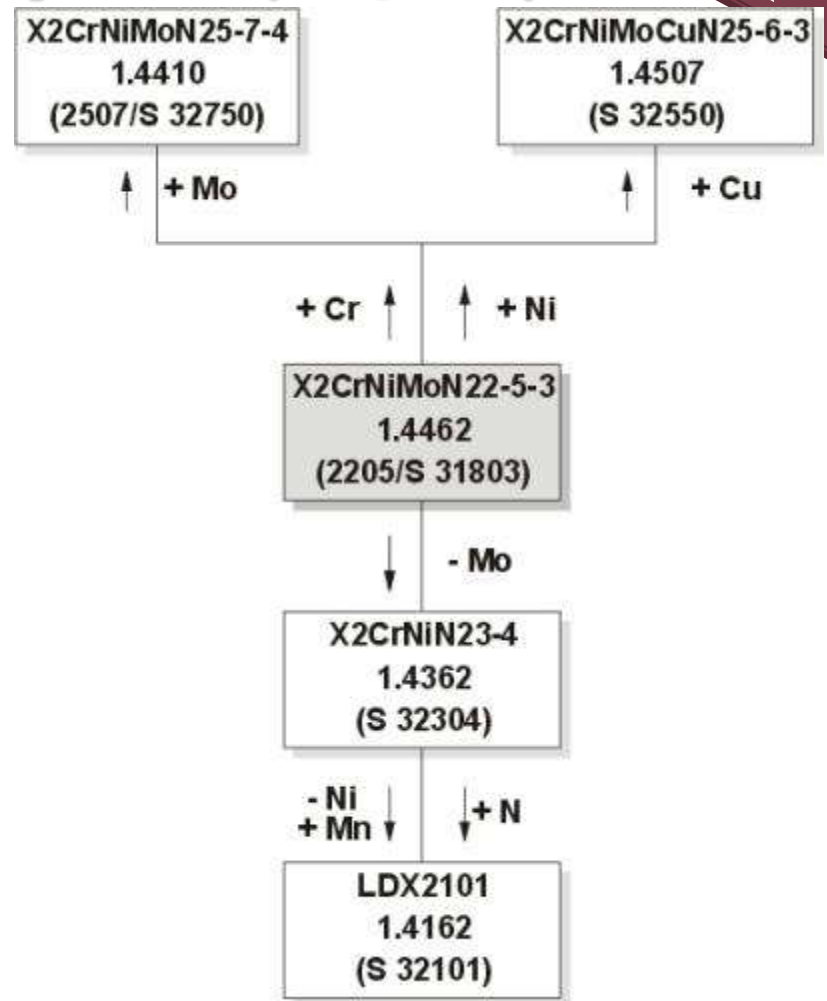 X2CrNiMoN25-7-4
1.4410
(2507/S 32750)
X2CrNiMoCuN25-6-3
1.4507
(S 32550)
+ Mo
+ Cu
+ Cr
+ Ni
X2CrNiMoN22-5-3
1.4462
(2205/S 31803)
- Mo
X2CrNiN23-4
1.4362
(S 32304)
- Ni
+ Mn
+ N
LDX2101
1.4162
(S 32101)